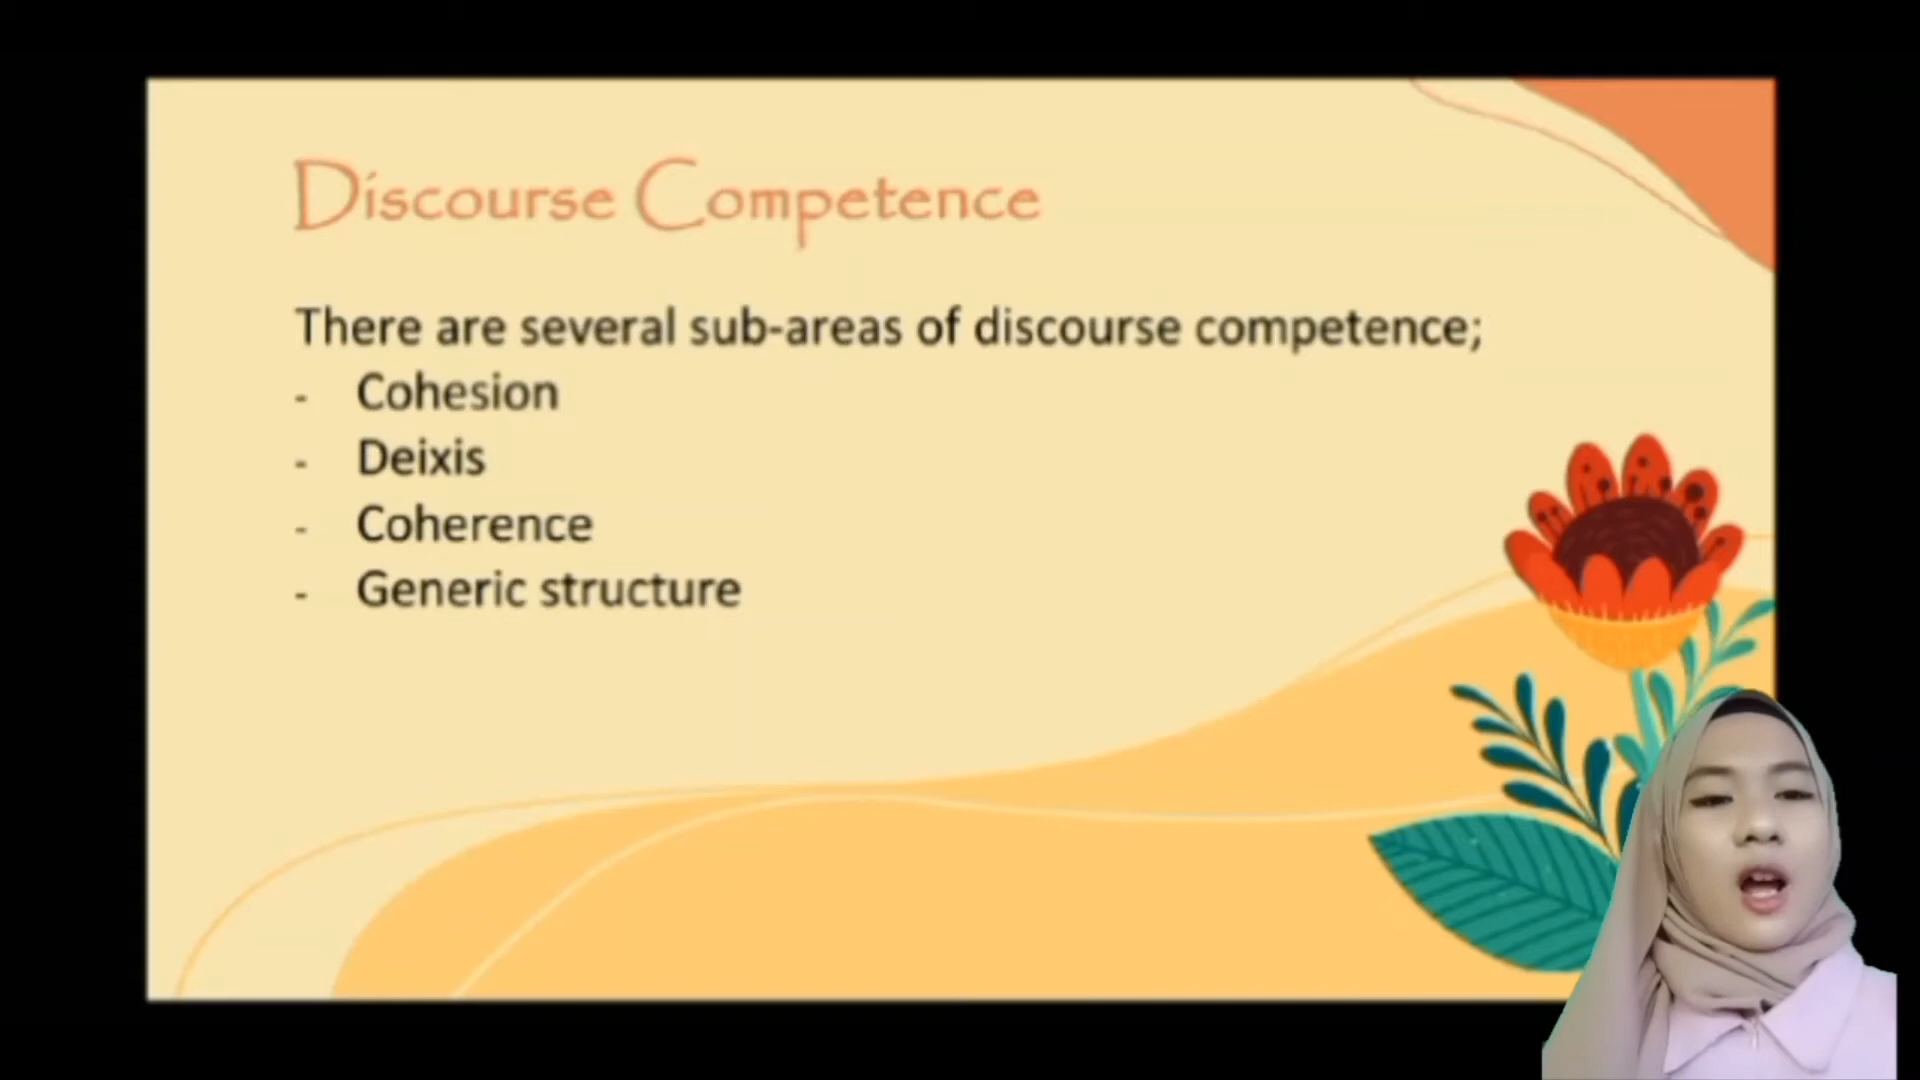 Discourse Competence
There are several sub-areas of discourse competence;
- Cohesion
- Deixis
- Coherence
- Generic structure